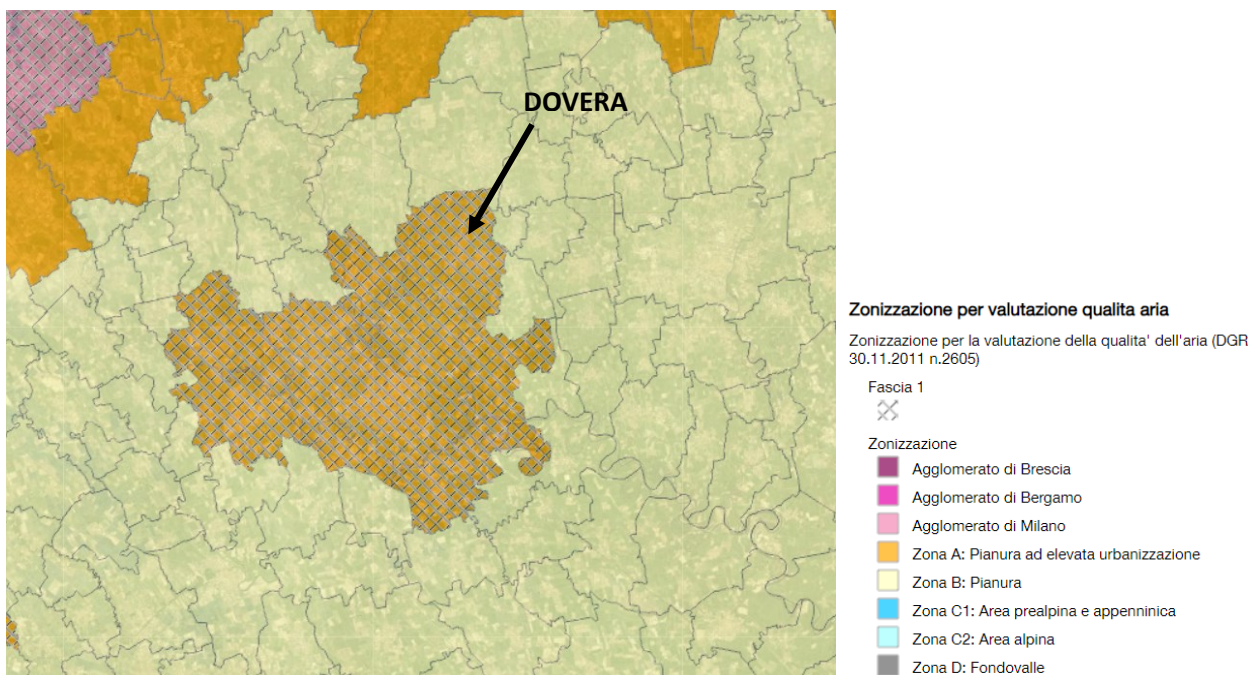 DOVERA
Zonizzazione per valutazione qualita aria
Zonizzazione per la valutazione della qualita' dell'aria (DGR
30.11.2011 n.2605)
Fascia 1
Zonizzazione
Agglomerato di Brescia
Agglomerato di Bergamo
Agglomerato di Milano
Zona A: Pianura ad elevata urbanizzazione
Zona B: Pianura
Zona C1: Area prealpina e appenninica
Zona C2: Area alpina
Zona D: Fondovalle